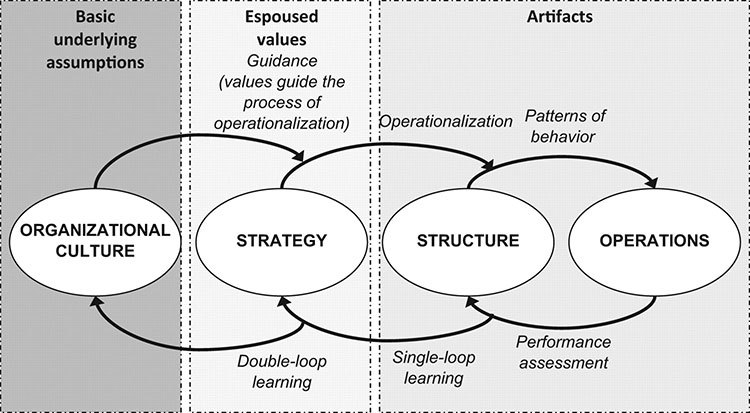 Basic
underlying
assumptions
Espoused
values
Guidance
(values guide the
process of
operationalization)
Artifacts
Operationalization
Patterns of
behavior
ORGANIZATIONAL
CULTURE
STRATEGY
STRUCTURE
OPERATIONS
Double-loop
learning
Single-loop
learning
Performance
assessment